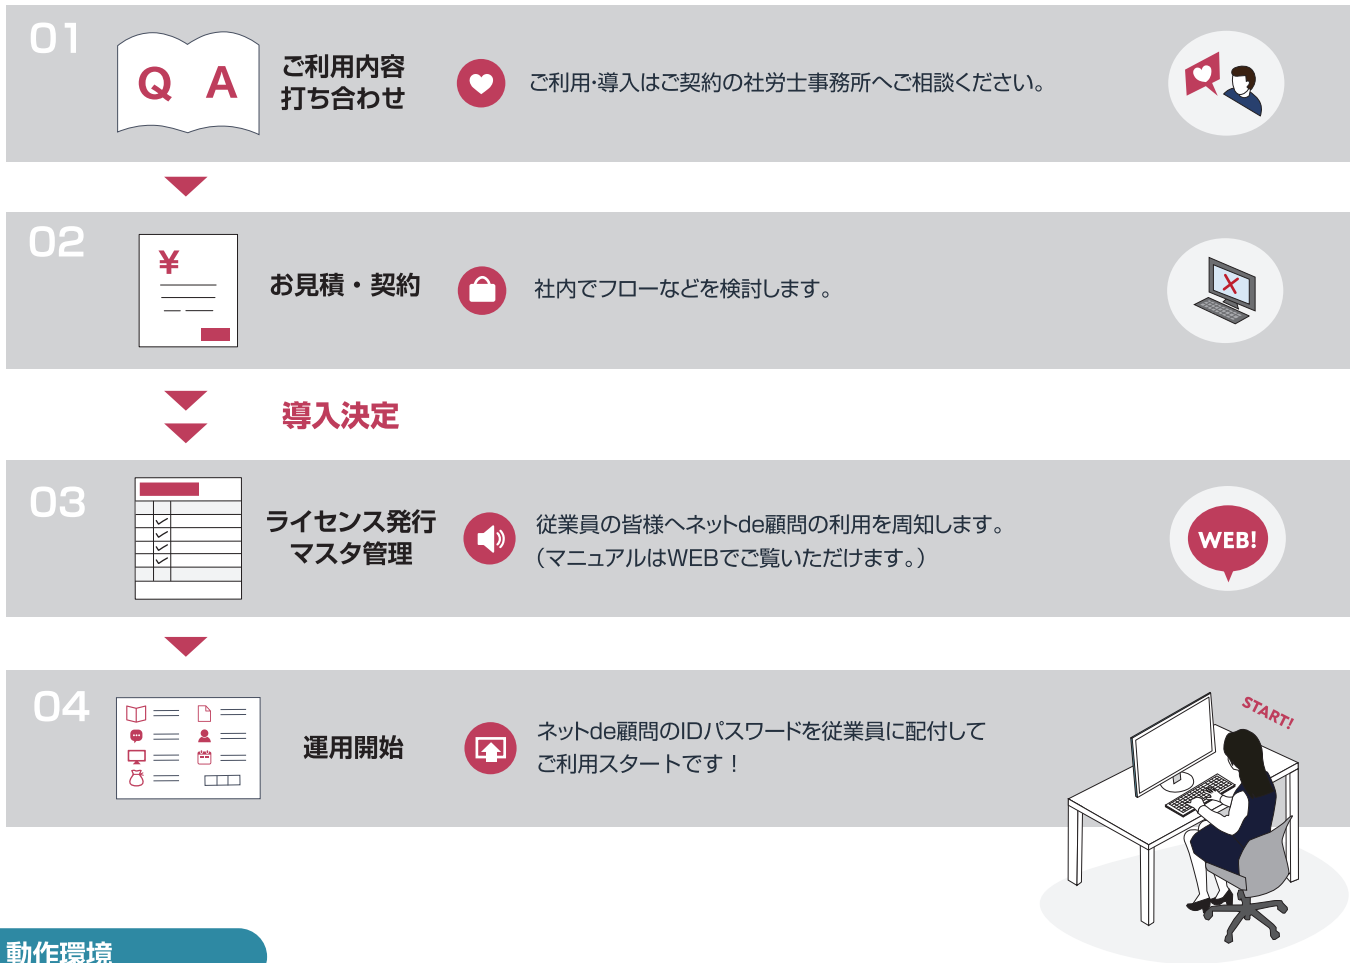 01
Q A
ご利用内容
打ち合わせ
ご利用・導入はご契約の社労士事務所へご相談ください。
02
¥
お見積・契約
社内でフローなどを検討します。
導入決定
03
ライセンス発行
マスタ管理
従業員の皆様へネットde顧問の利用を周知します。
（マニュアルはWEBでご覧いただけます。）
WEB!
04
運用開始
ネットde顧問のIDパスワードを従業員に配付して
ご利用スタートです！
START!
動作環境